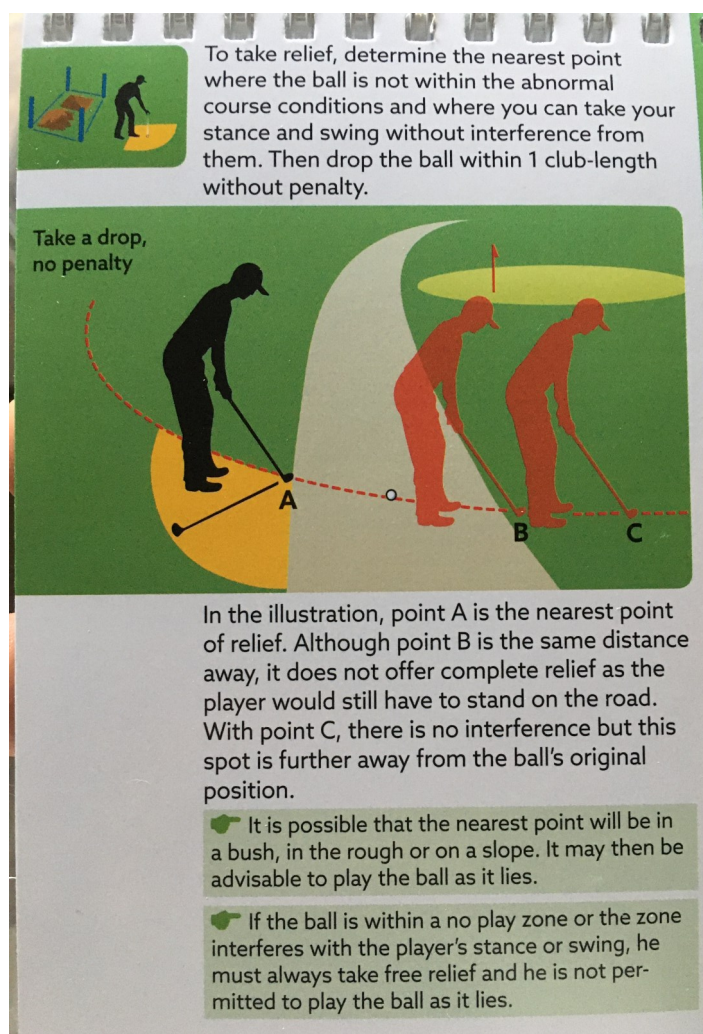 To take relief, determine the nearest point
where the ball is not within the abnormal
course conditions and where you can take your
stance and swing without interference from
them. Then drop the ball within 1 club-length
without penalty.
Take a drop,
no penalty
A
B
C
In the illustration, point A is the nearest point
of relief. Although point B is the same distance
away, it does not offer complete relief as the
player would still have to stand on the road.
With point C, there is no interference but this
spot is further away from the ball's original
position.
It is possible that the nearest point will be in
a bush, in the rough or on a slope. It may then be
advisable to play the ball as it lies.
If the ball is within a no play zone or the zone
interferes with the player's stance or swing, he
must always take free relief and he is not per-
mitted to play the ball as it lies.